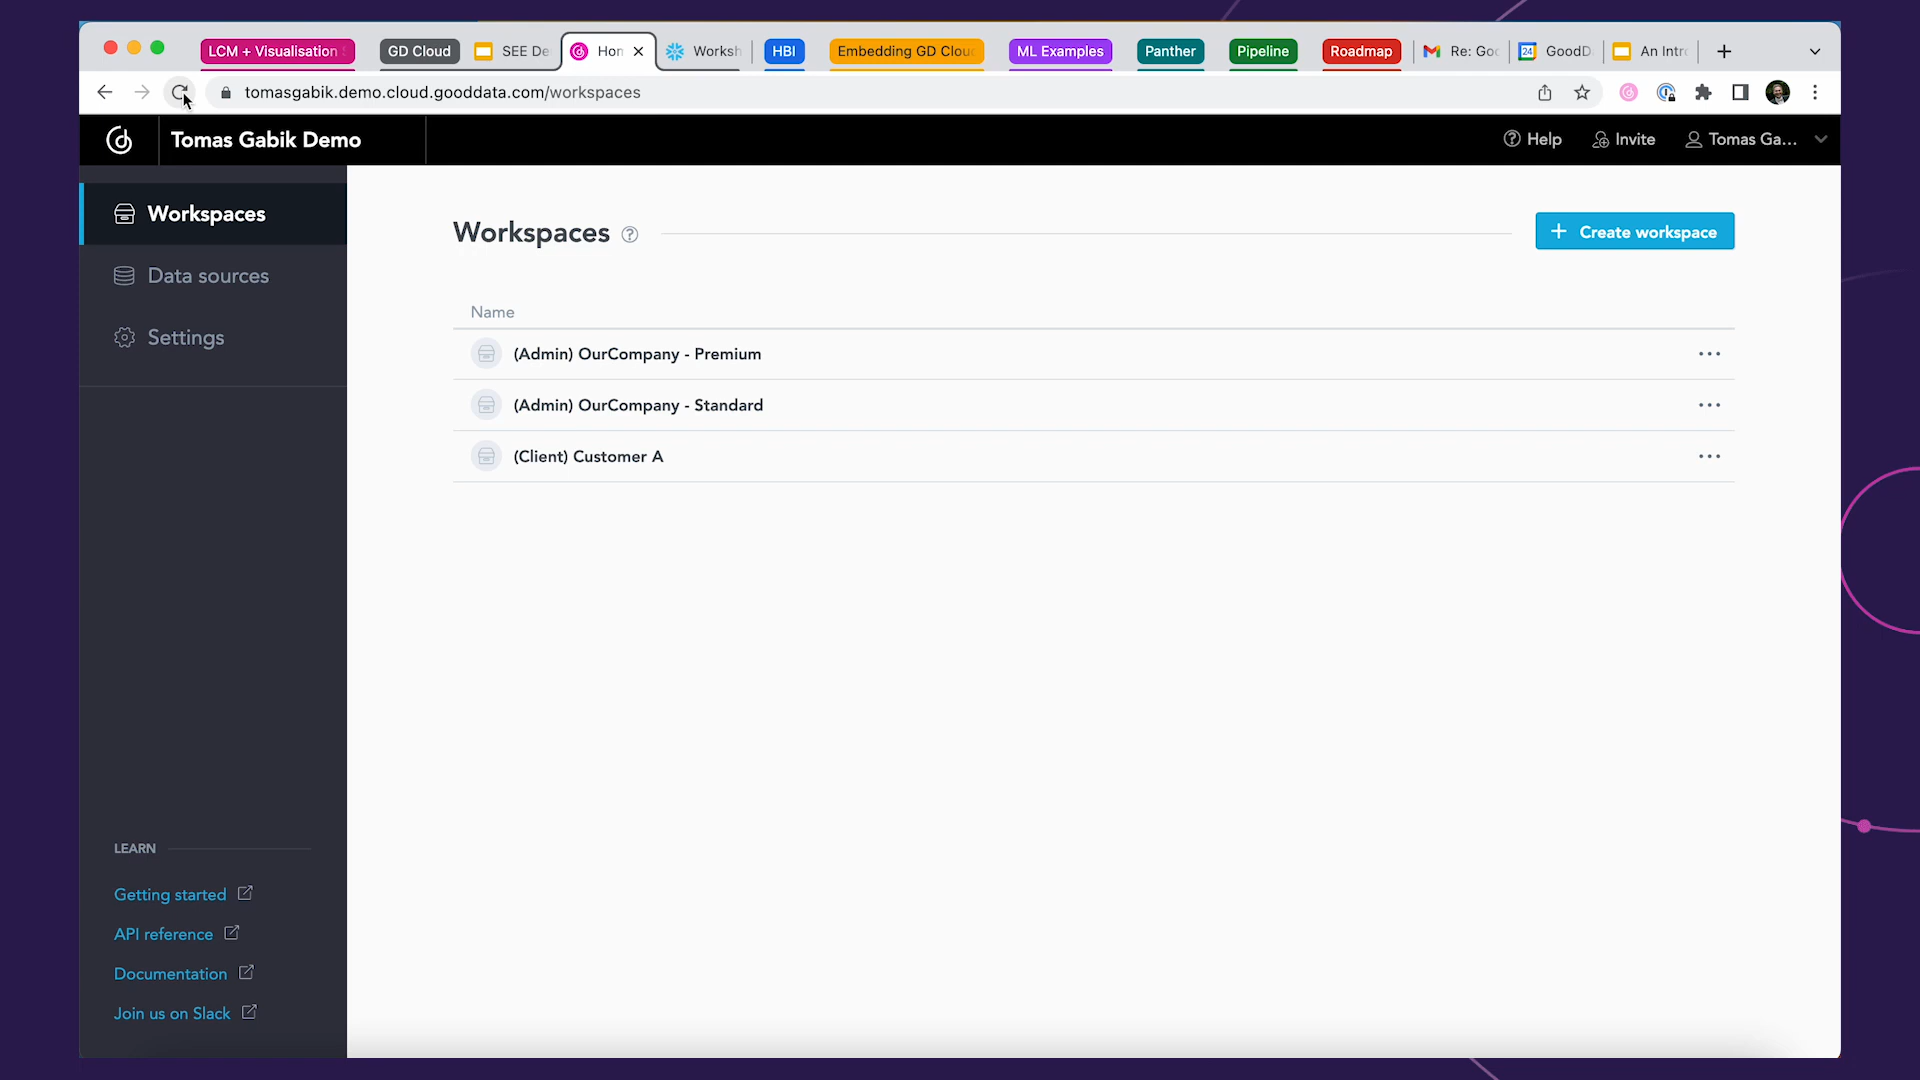 LCM + Visualisation
GD Cloud
SEE De
Hon
Worksh
HBI
Embedding GD Clou
ML Examples
Panther
Pipeline
Roadmap
Re: Goo
24
GoodD
An Intro
tomasgabik.demo.cloud.gooddata.com/workspaces
Tomas Gabik Demo
Help
Invite
Tomas Ga...
Workspaces
Data sources
Settings
Workspaces
Create workspace
Name
(Admin) OurCompany - Premium
(Admin) OurCompany - Standard
(Client) Customer A
LEARN
Getting started
API reference
Documentation
Join us on Slack